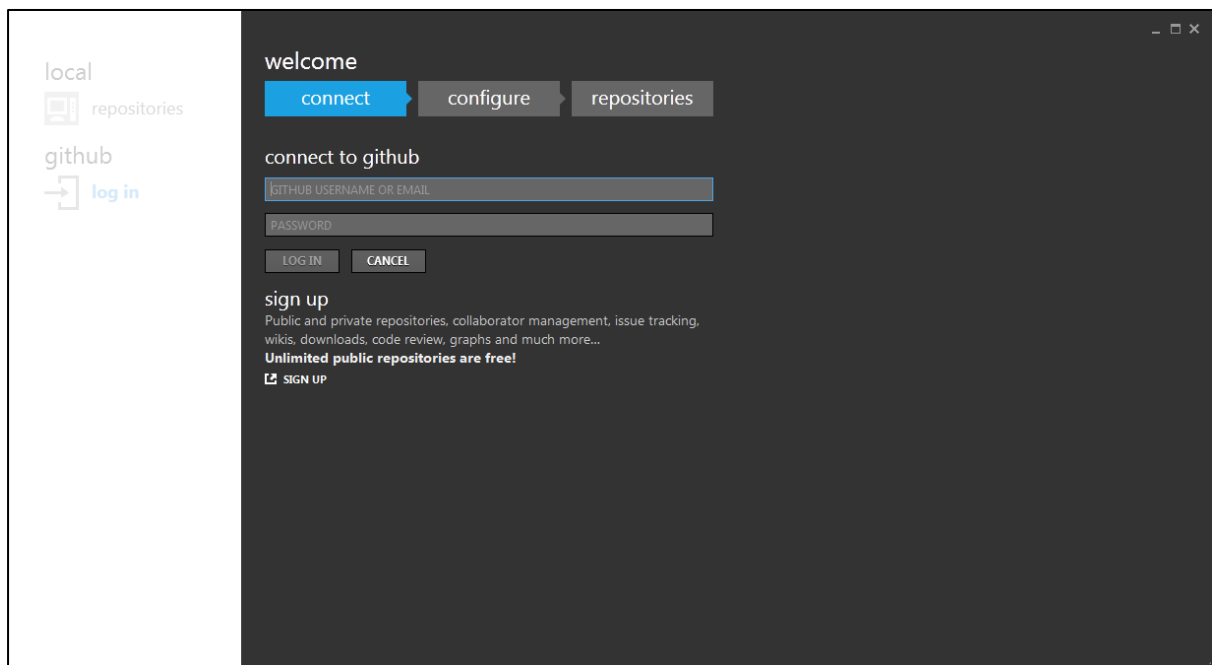 local
repositories
github
log in
welcome
connect
configure
repositories
connect to github
GITHUB USERNAME OR EMAIL
PASSWORD
LOG IN
CANCEL
sign up
Public and private repositories, collaborator management, issue tracking,
wikis, downloads, code review, graphs and much more...
Unlimited public repositories are free!
SIGN UP